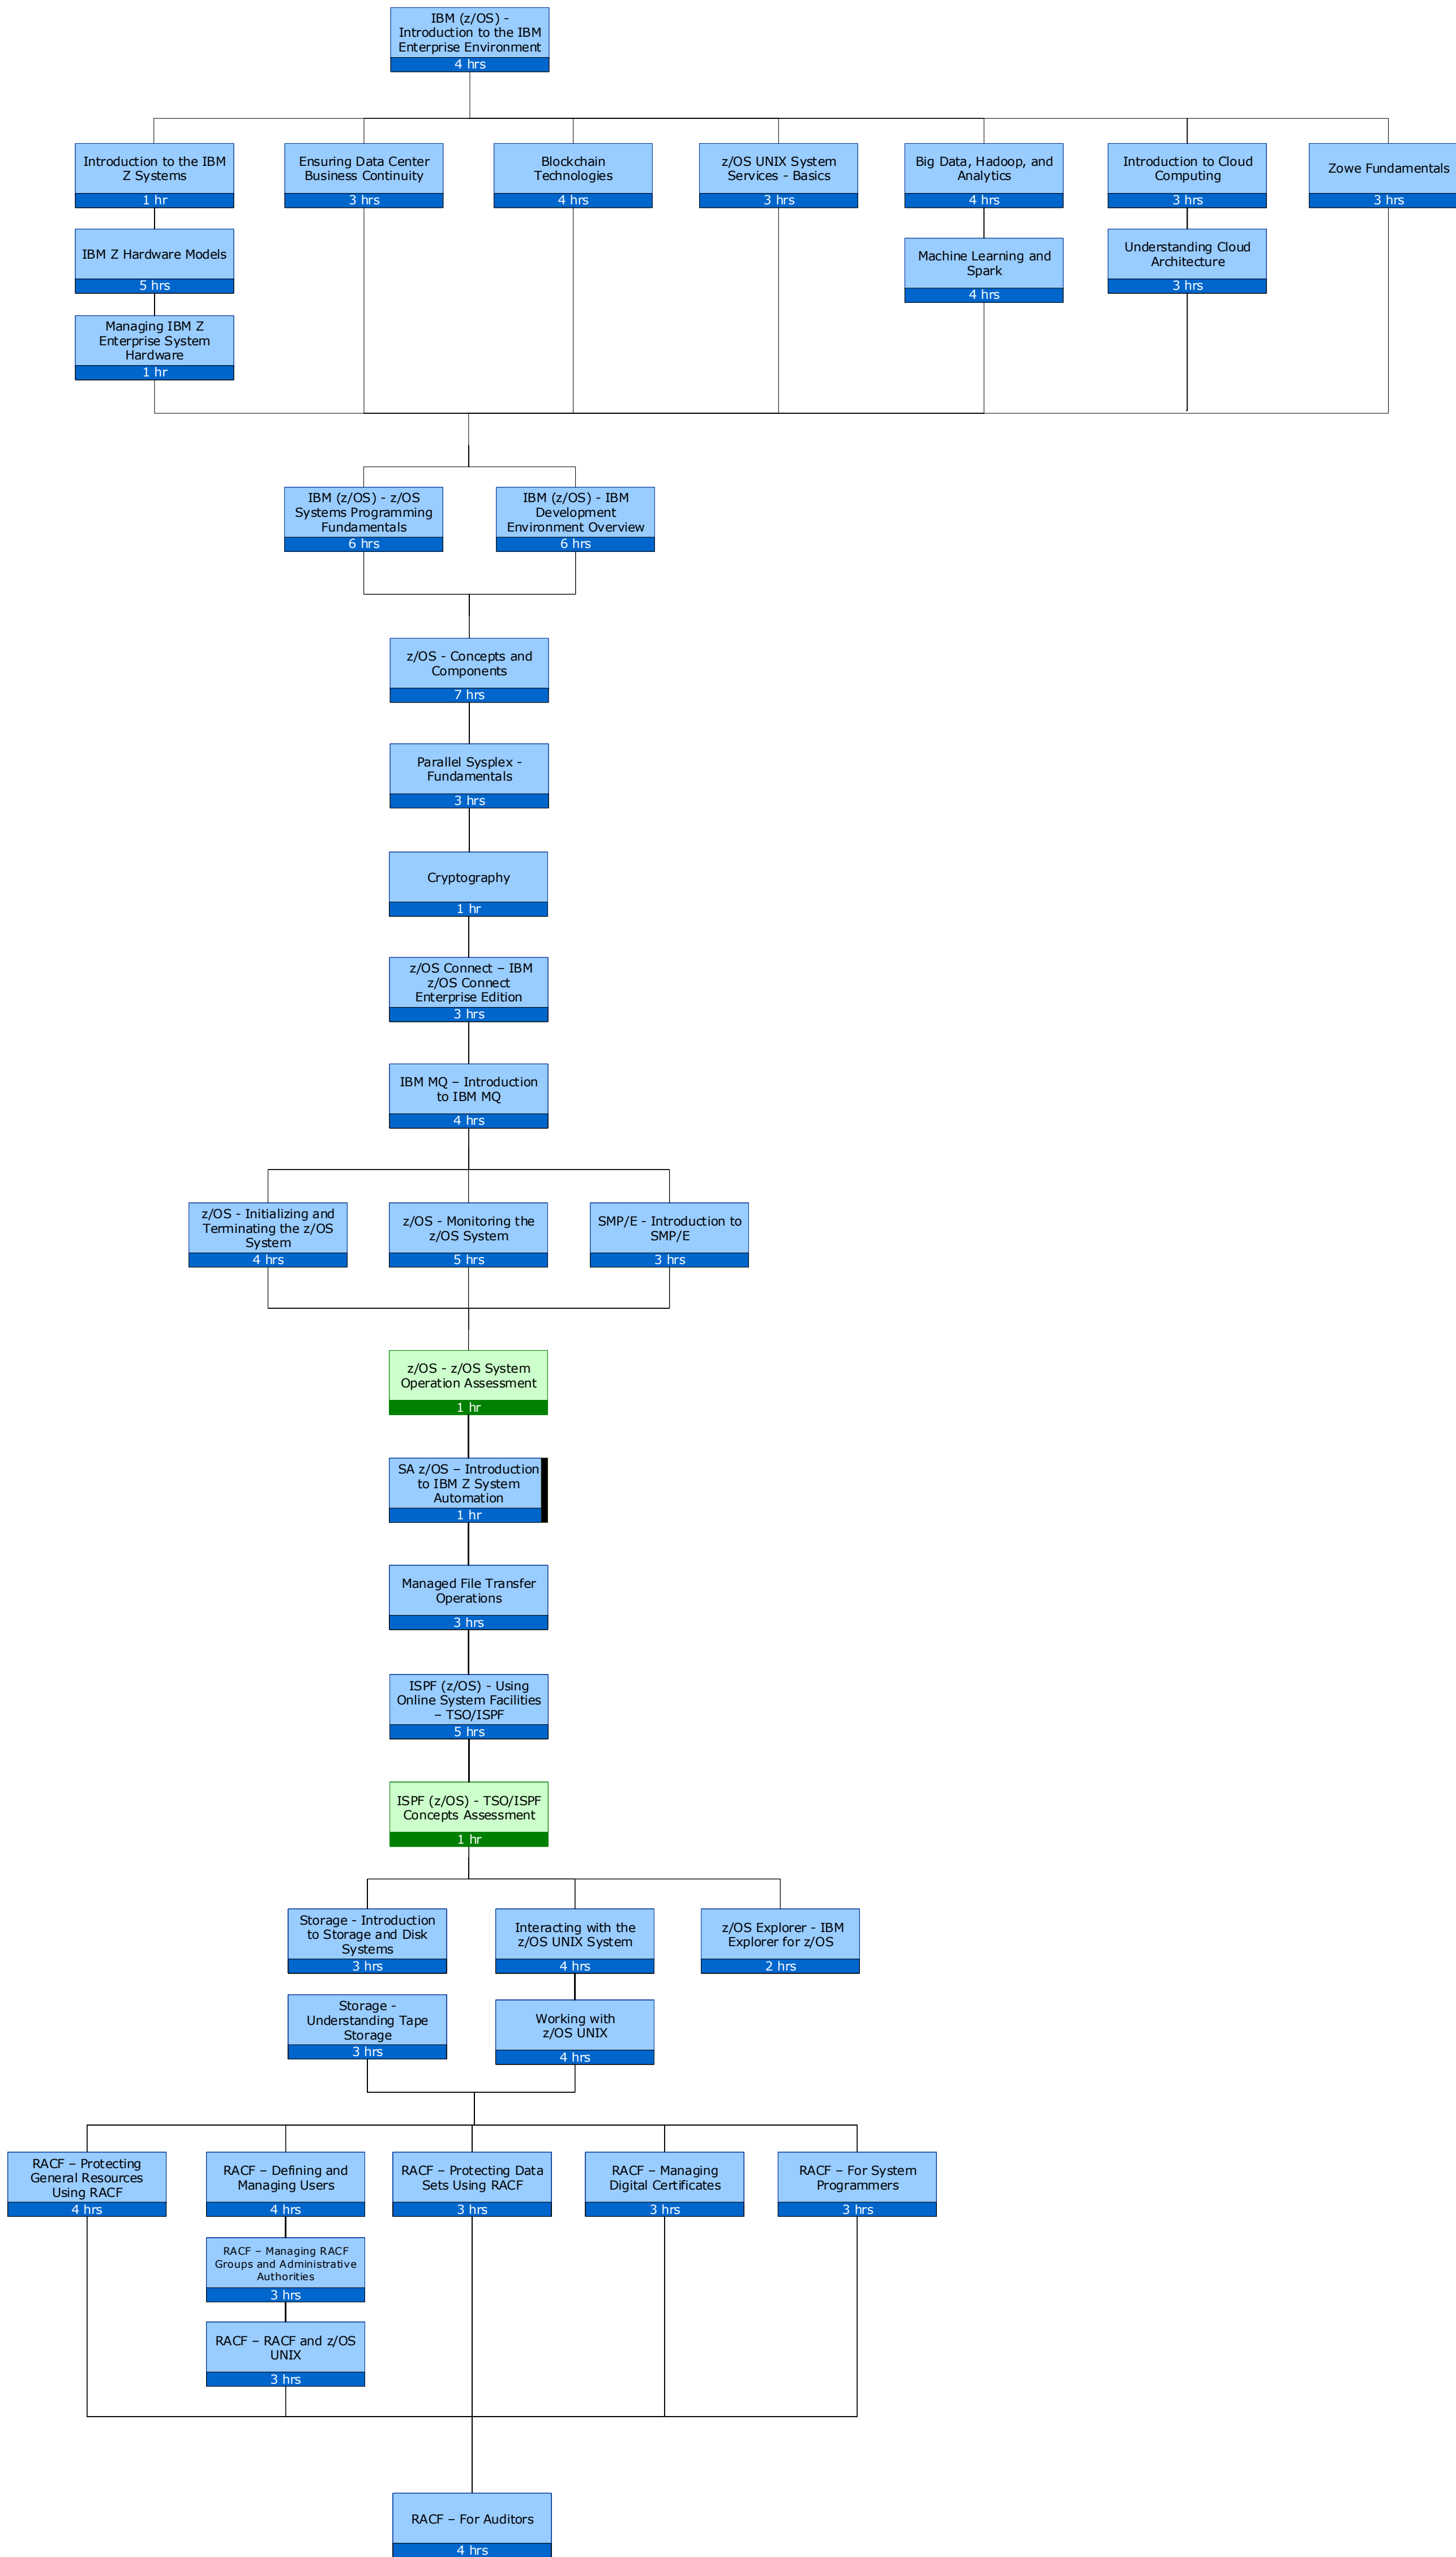 IBM (z/OS) -
Introduction to the IBM
Enterprise Environment
4 hrs
Introduction to the IBM
Z Systems
1 hr
Ensuring Data Center
Business Continuity
3 hrs
Blockchain
Technologies
4 hrs
z/OS UNIX System
Services - Basics
3 hrs
Big Data, Hadoop, and
Analytics
4 hrs
Introduction to Cloud
Computing
3 hrs
Zowe Fundamentals
3 hrs
IBM Z Hardware Models
5 hrs
Machine Learning and
Spark
4 hrs
Understanding Cloud
Architecture
3 hrs
Managing IBM Z
Enterprise System
Hardware
1 hr
IBM (z/OS) - z/OS
Systems Programming
Fundamentals
6 hrs
IBM (z/OS) - IBM
Development
Environment Overview
6 hrs
z/OS - Concepts and
Components
7 hrs
Parallel Sysplex -
Fundamentals
3 hrs
Cryptography
1 hr
z/OS Connect – IBM
z/OS Connect
Enterprise Edition
3 hrs
IBM MQ – Introduction
to IBM MQ
4 hrs
z/OS - Initializing and
Terminating the z/OS
System
4 hrs
z/OS - Monitoring the
z/OS System
5 hrs
SMP/E - Introduction to
SMP/E
3 hrs
z/OS - z/OS System
Operation Assessment
1 hr
SA z/OS – Introduction
to IBM Z System
Automation
1 hr
Managed File Transfer
Operations
3 hrs
ISPF (z/OS) - Using
Online System Facilities
– TSO/ISPF
5 hrs
ISPF (z/OS) - TSO/ISPF
Concepts Assessment
1 hr
Storage - Introduction
to Storage and Disk
Systems
3 hrs
Interacting with the
z/OS UNIX System
4 hrs
z/OS Explorer - IBM
Explorer for z/OS
2 hrs
Storage -
Understanding Tape
Storage
3 hrs
Working with
z/OS UNIX
4 hrs
RACF – Protecting
General Resources
Using RACF
4 hrs
RACF – Defining and
Managing Users
4 hrs
RACF – Protecting Data
Sets Using RACF
3 hrs
RACF – Managing
Digital Certificates
3 hrs
RACF – For System
Programmers
3 hrs
RACF – Managing RACF
Groups and Administrative
Authorities
3 hrs
RACF – RACF and z/OS
UNIX
3 hrs
RACF – For Auditors
4 hrs